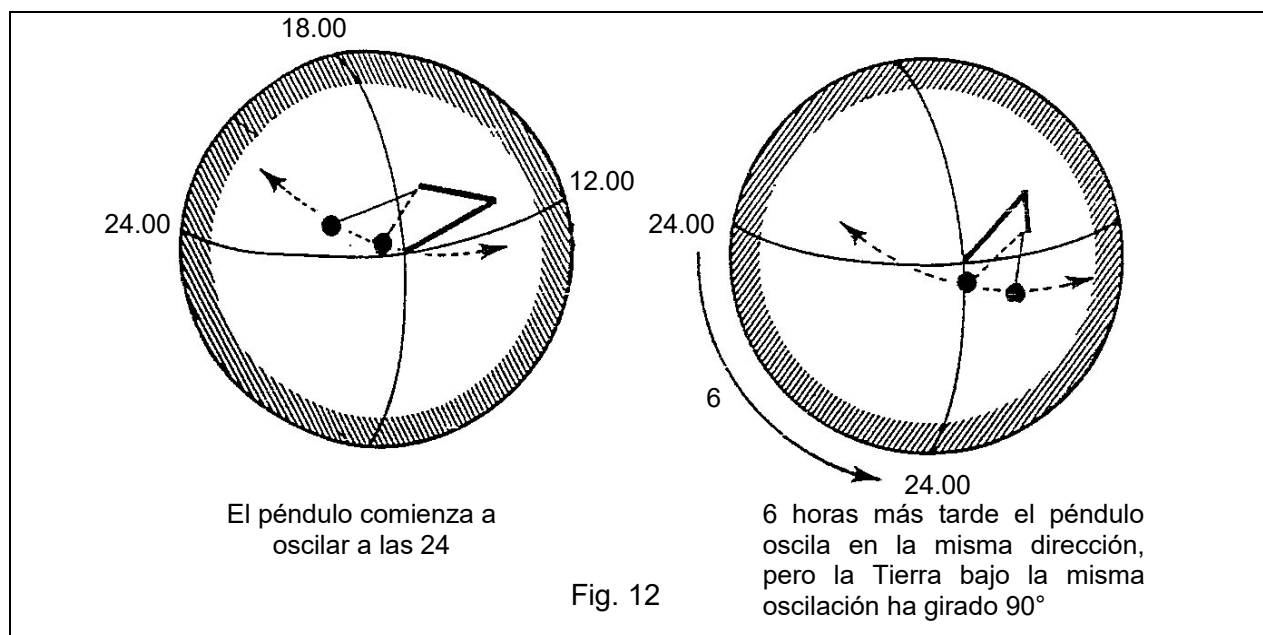 18.00
12.00
24.00
24.00
6
24.00
El péndulo comienza a
oscilar a las 24
6 horas más tarde el péndulo
oscila en la misma dirección,
pero la Tierra bajo la misma
oscilación ha girado 90°
Fig. 12